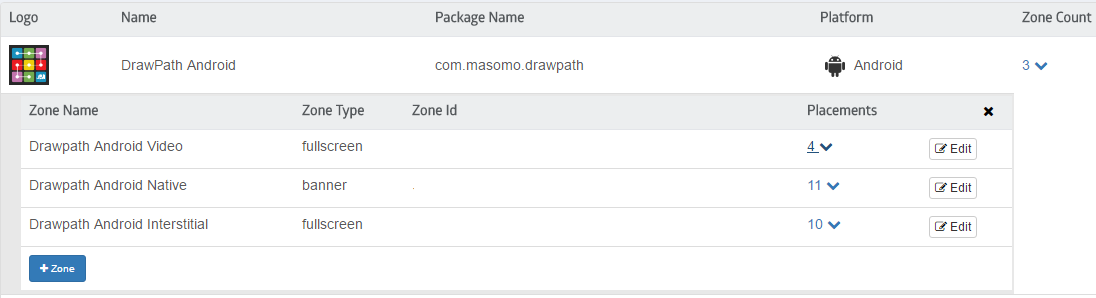 Logo Name Package Name Platform Zone Count
DrawPath Android com.masomo.drawpath Android 3
Zone Name Zone Type Zone Id Placements
Drawpath Android Video fullscreen 4 Edit
Drawpath Android Native banner . 11 Edit
Drawpath Android Interstitial fullscreen 10 Edit
+ Zone